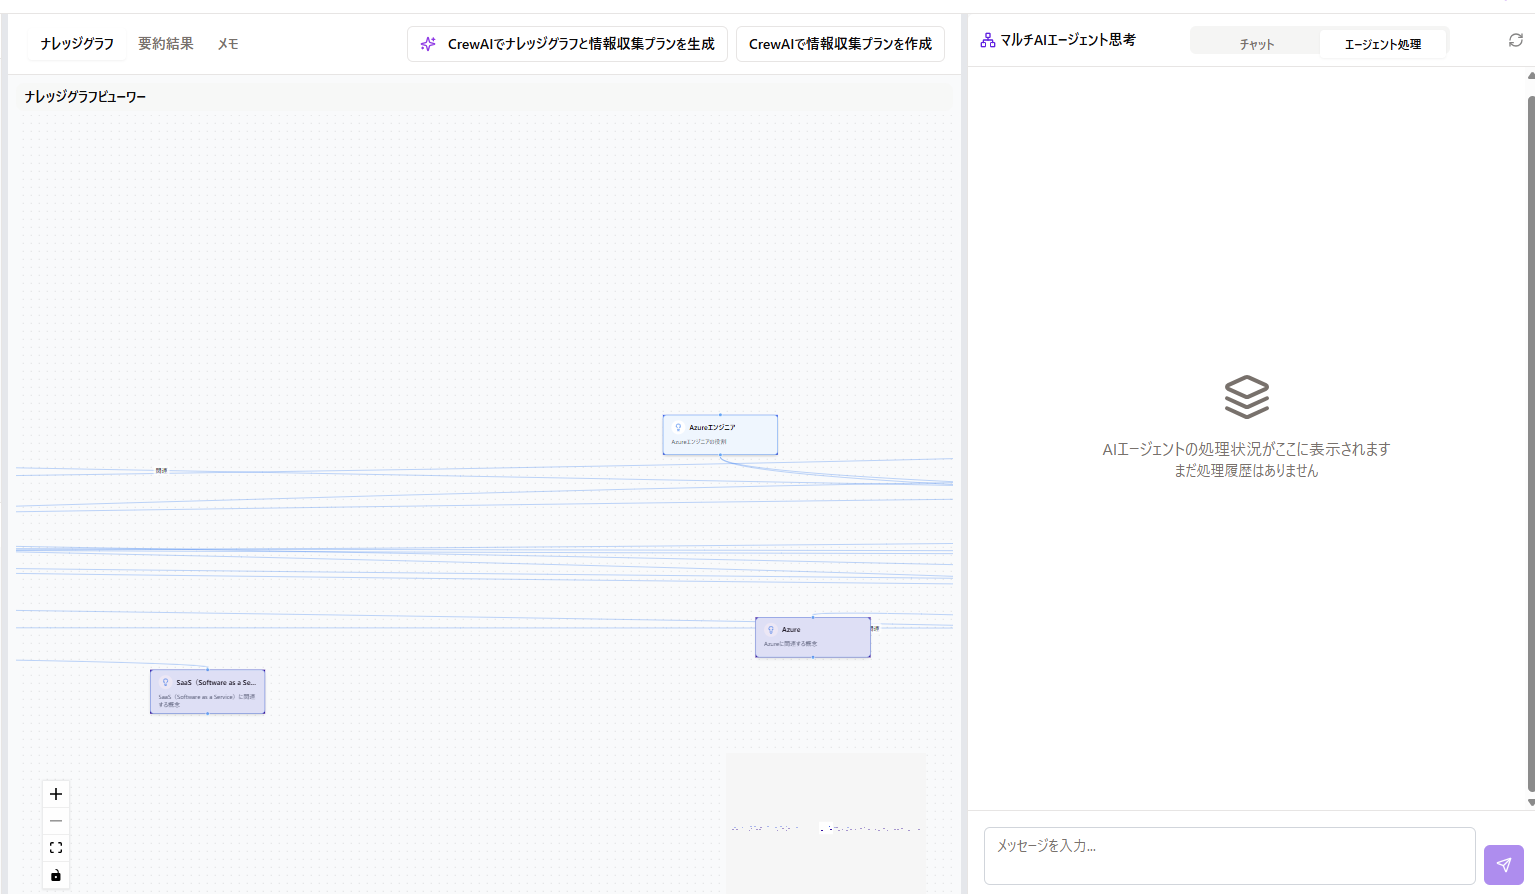 ナレッジグラフ
要約結果
メモ
CrewAIでナレッジグラフと情報収集プランを生成
CrewAIで情報収集プランを作成
マルチAIエージェント思考
チャット
エージェント処理
ナレッジグラフビューワー
Azureエンジニア
Azureエンジニアの役割
関連
Azure
Azureに関連する概念
関連
SaaS（Software as a Se...
SaaS（Software as a Service）に関連
する概念
AIエージェントの処理状況がここに表示されます
まだ処理履歴はありません
メッセージを入力...